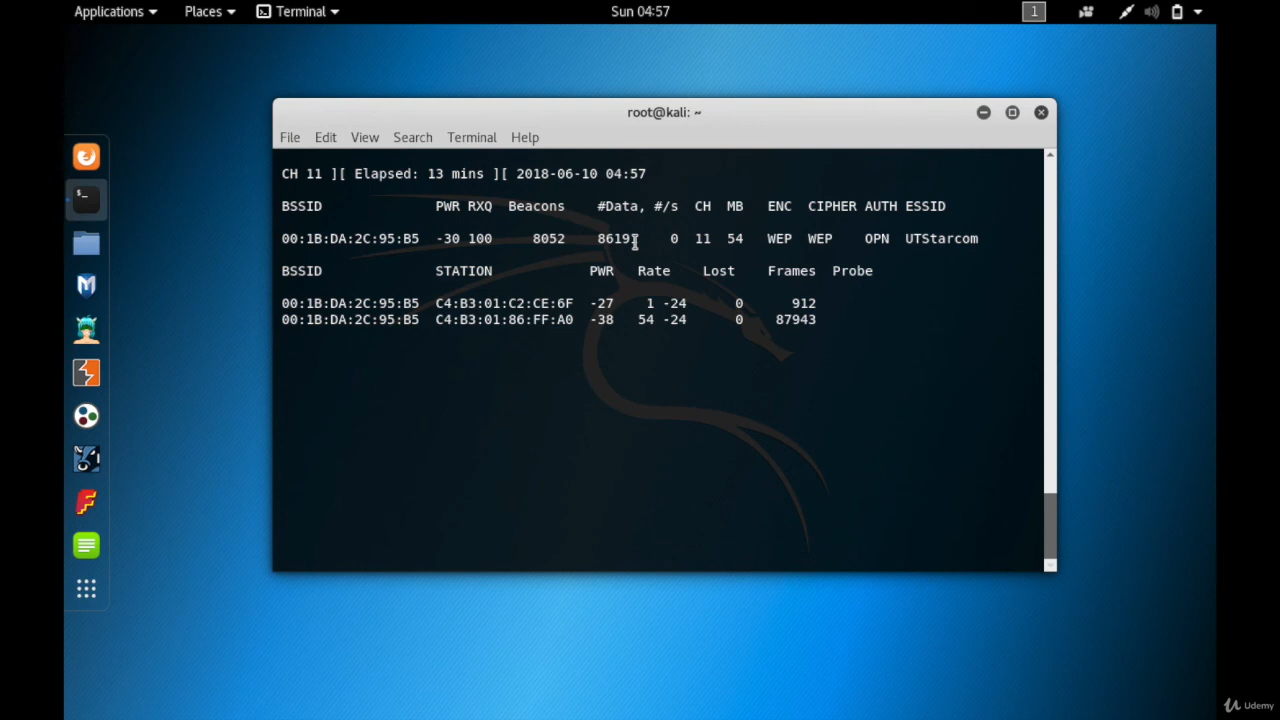 Applications Places Terminal Sun 04:57 1
root@kali: ~
File Edit View Search Terminal Help
CH 11 ][ Elapsed: 13 mins ][ 2018-06-10 04:57
BSSID PWR RXQ Beacons #Data, #/s CH MB ENC CIPHER AUTH ESSID
00:1B:DA:2C:95:B5 -30 100 8052 0 11 54 WEP WEP OPN UTStarcom
BSSID STATION PWR Rate Lost Frames Probe
00:1B:DA:2C:95:B5 C4:B3:01:C2:CE:6F -27 1 -24 0 912
00:1B:DA:2C:95:B5 C4:B3:01:86:FF:A0 -38 54 -24 0 87943
Udemy